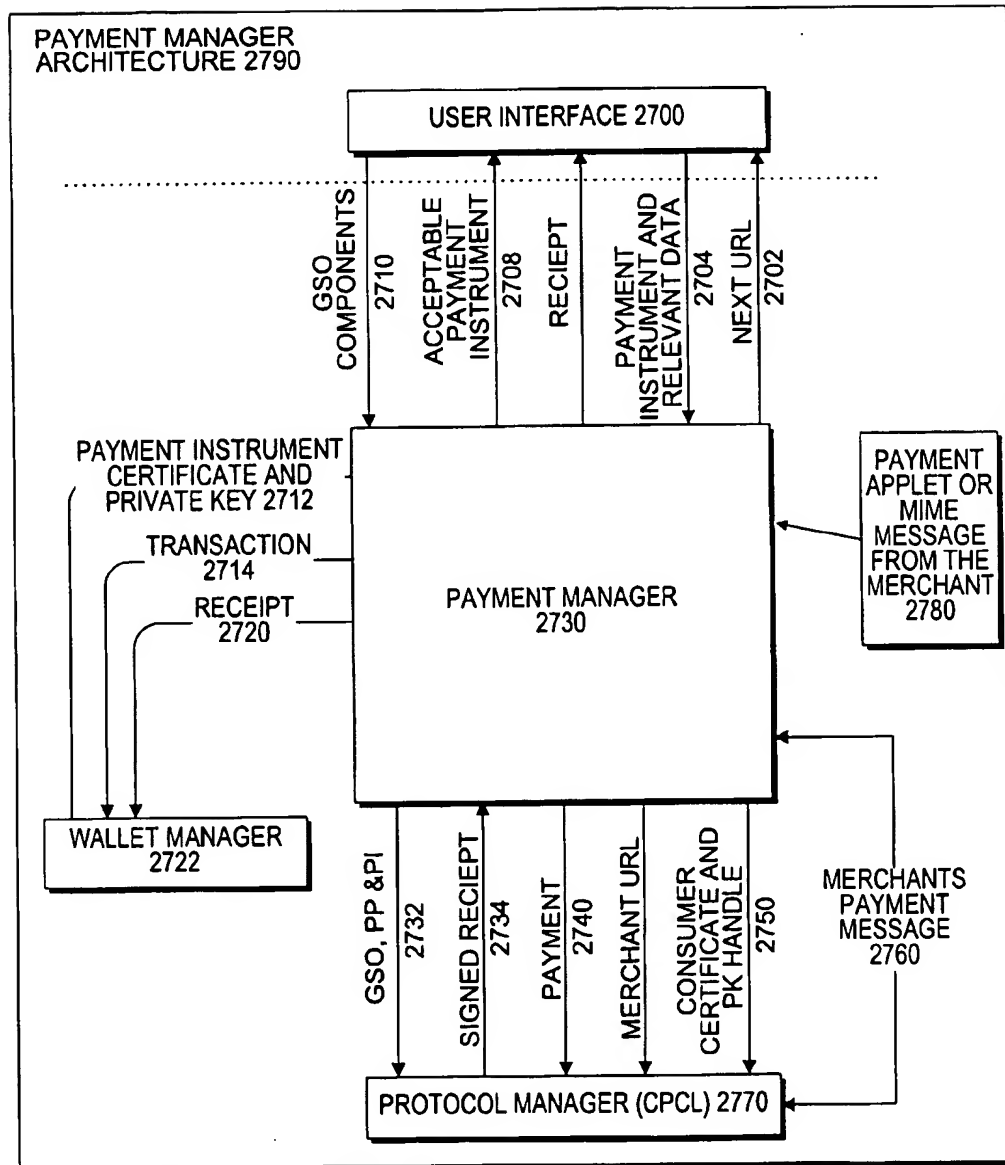 PAYMENT MANAGER
ARCHITECTURE 2790
USER INTERFACE 2700
GSO
COMPONENTS
2710
ACCEPTABLE
PAYMENT
INSTRUMENT
2708
RECIEPT
PAYMENT
INSTRUMENT AND
RELEVANT DATA
2704
NEXT URL
2702
PAYMENT INSTRUMENT
CERTIFICATE AND
PRIVATE KEY 2712
TRANSACTION
2714
RECEIPT
2720
PAYMENT MANAGER
2730
PAYMENT
APPLET OR
MIME
MESSAGE
FROM THE
MERCHANT
2780
WALLET MANAGER
2722
GSO, PP &PI
2732
SIGNED RECIEPT
2734
PAYMENT
2740
MERCHANT URL
CONSUMER
CERTIFICATE AND
PK HANDLE
2750
MERCHANTS
PAYMENT
MESSAGE
2760
PROTOCOL MANAGER (CPCL) 2770